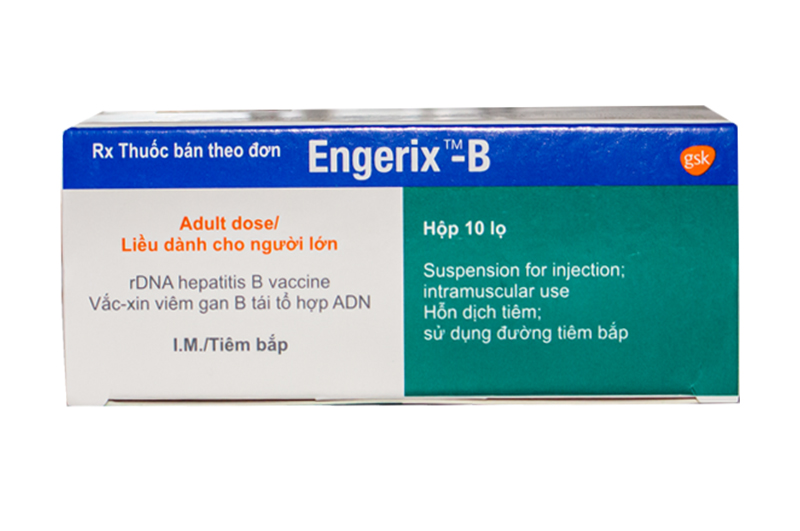 Rx Thuốc bán theo đơn
Engerix™-B
gsk
Adult dose/
Liều dành cho người lớn
rDNA hepatitis B vaccine
Vắc-xin viêm gan B tái tổ hợp ADN
I.M./Tiêm bắp
Hộp 10 lọ
Suspension for injection;
intramuscular use
Hỗn dịch tiêm;
sử dụng đường tiêm bắp